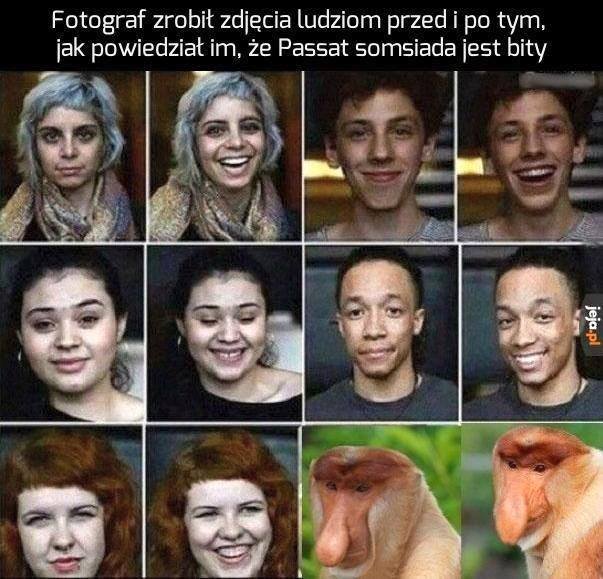 Fotograf zrobił zdjęcia ludziom przed i po tym,
jak powiedział im, że Passat somsiada jest bity
jeja.pl